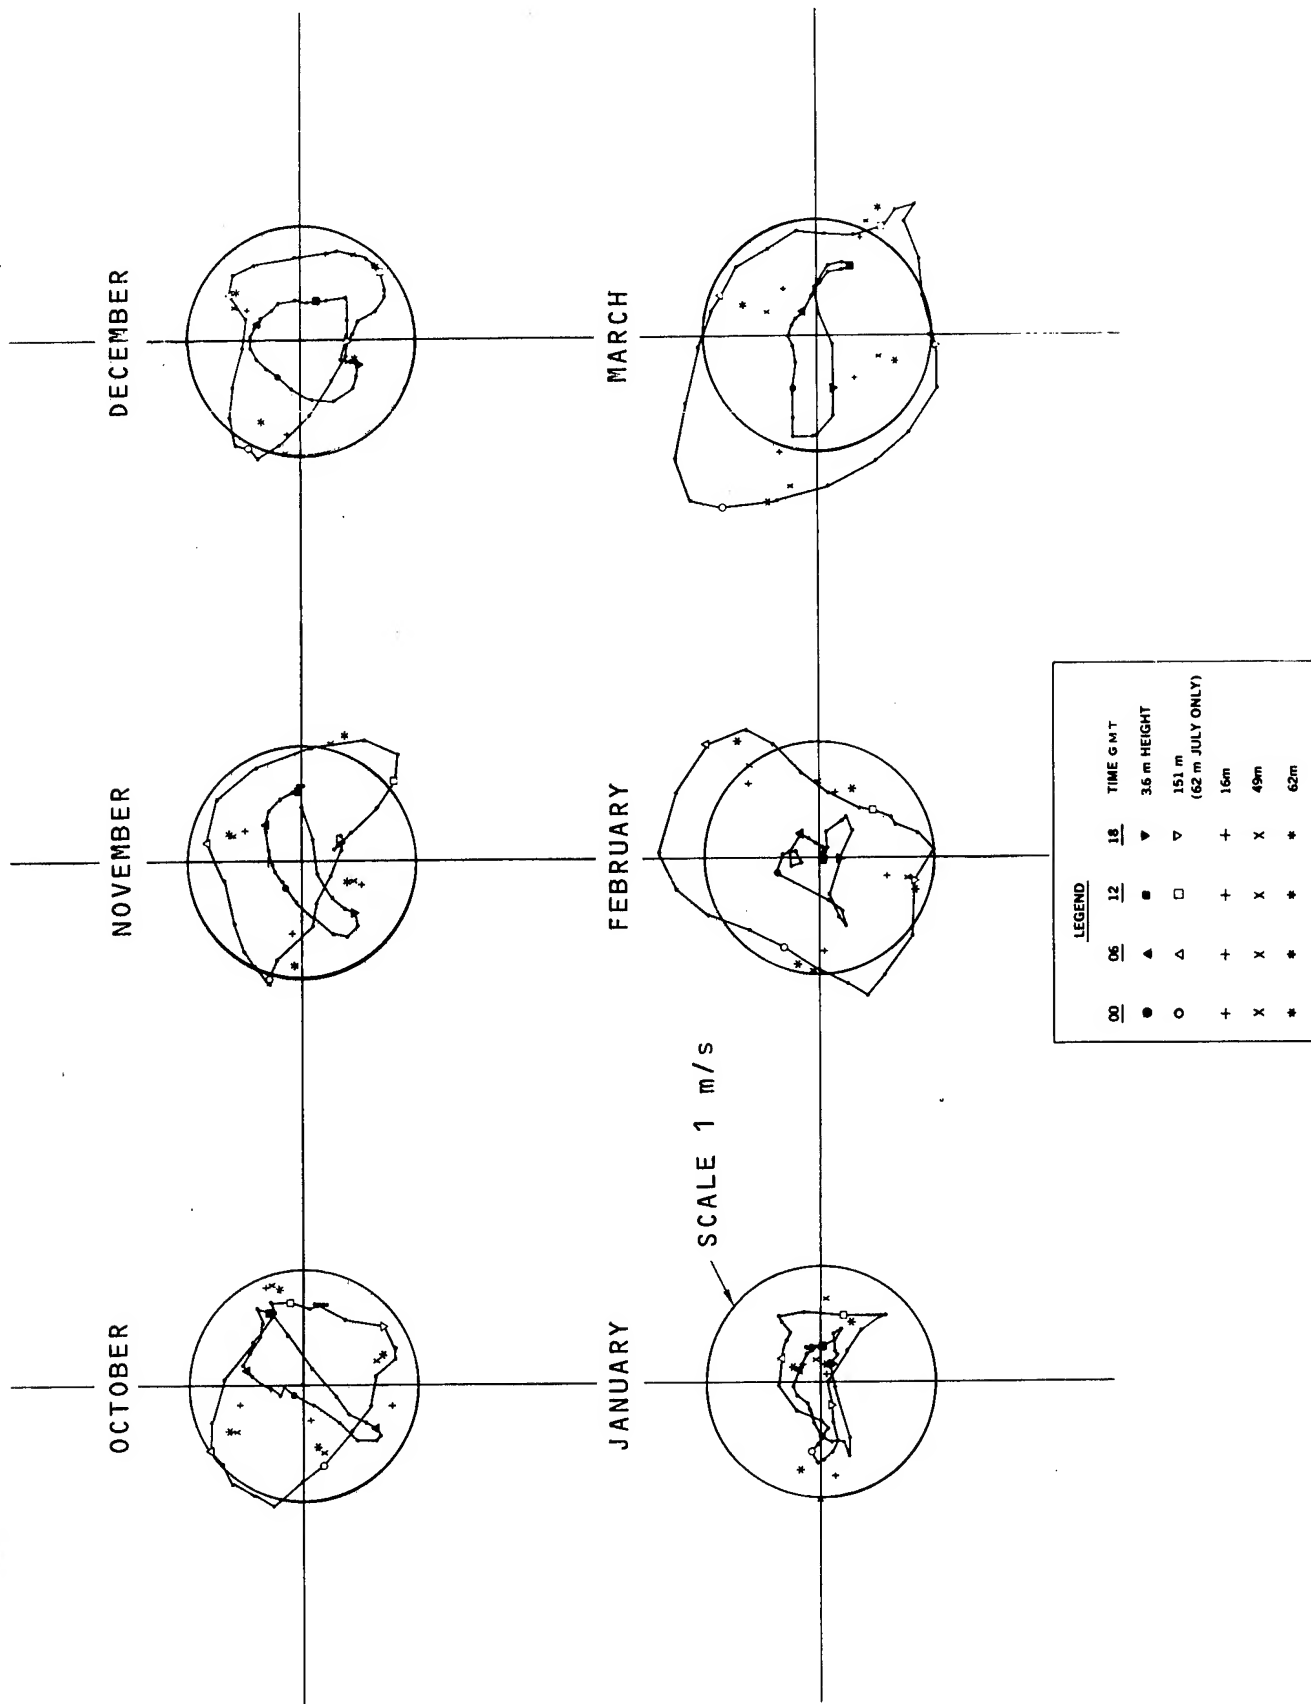 OCTOBER
NOVEMBER
DECEMBER
JANUARY
FEBRUARY
MARCH
SCALE 1 m/s
LEGEND
00 06 12 18 TIME GMT
● ▲ ■ ▼ 3.6 m HEIGHT
○ △ □ ▽ 151 m
(62 m JULY ONLY)
+ + + + 16m
X X X X 49m
* * * * 62m